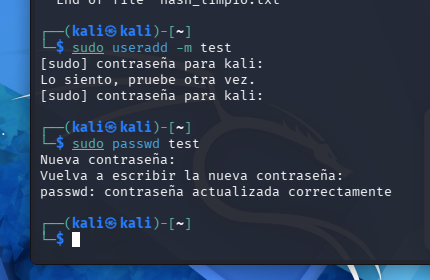 End of file "hash_limpio.txt"
┌──(kali㉿kali)-[~]
└─$ sudo useradd -m test
[sudo] contraseña para kali:
Lo siento, pruebe otra vez.
[sudo] contraseña para kali:
┌──(kali㉿kali)-[~]
└─$ sudo passwd test
Nueva contraseña:
Vuelva a escribir la nueva contraseña:
passwd: contraseña actualizada correctamente
┌──(kali㉿kali)-[~]
└─$